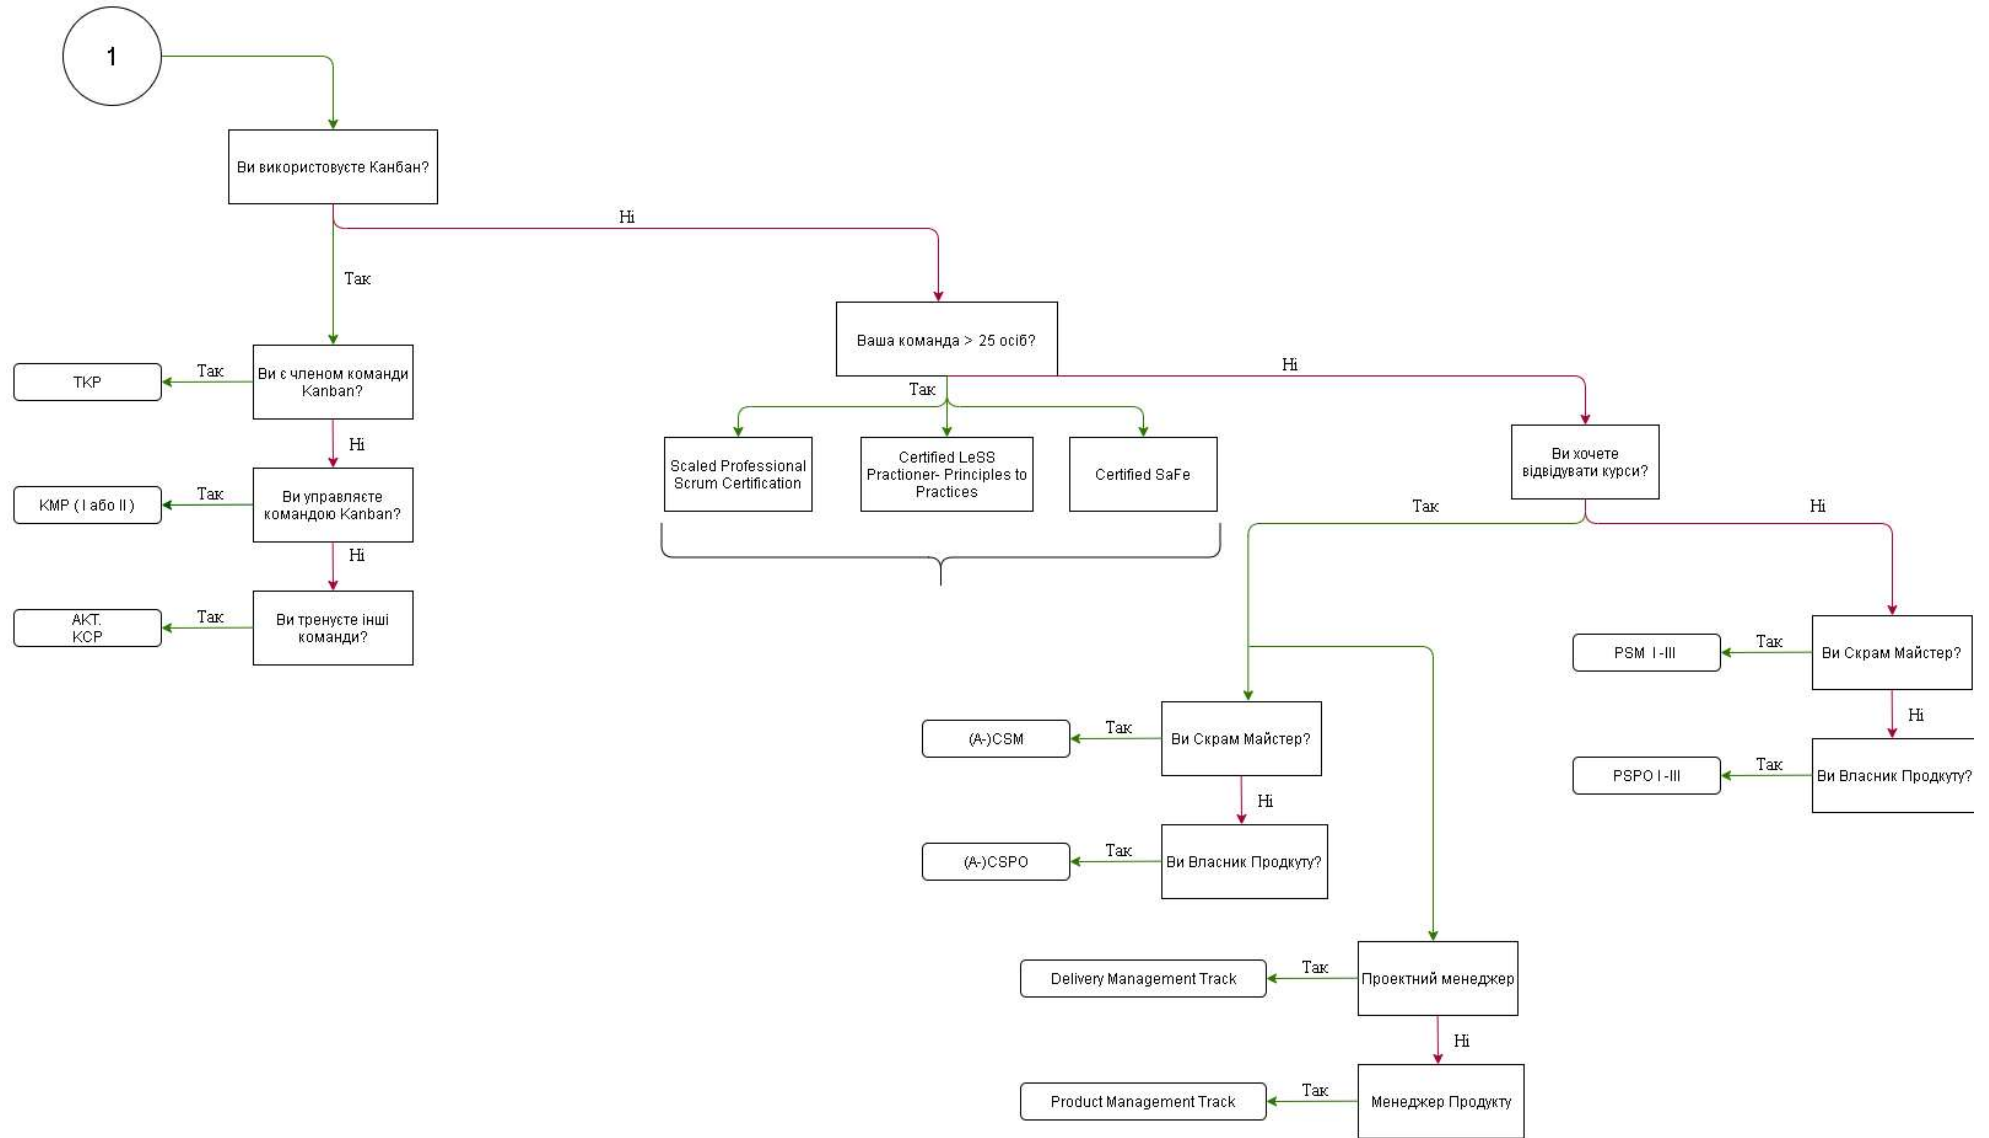 1
Ви використовуєте Канбан?
Ні
Так
Ваша команда > 25 осіб?
Ні
Так
ТКР
Так
Ви є членом команди
Kanban?
Ні
КМР ( І або ІІ )
Так
Ви управляєте
командою Kanban?
Ні
АКТ.
КСР
Так
Ви тренуєте інші
команди?
Scaled Professional
Scrum Certification
Certified LeSS
Practioner- Principles to
Practices
Certified SaFe
Ви хочете
відвідувати курси?
Так
Ні
PSM I -III
Так
Ви Скрам Майстер?
Ні
PSPO I -III
Так
Ви Власник Продкуту?
(A-)CSM
Так
Ви Скрам Майстер?
Ні
(A-)CSPO
Так
Ви Власник Продкуту?
Delivery Management Track
Так
Проектний менеджер
Ні
Product Management Track
Так
Менеджер Продукту